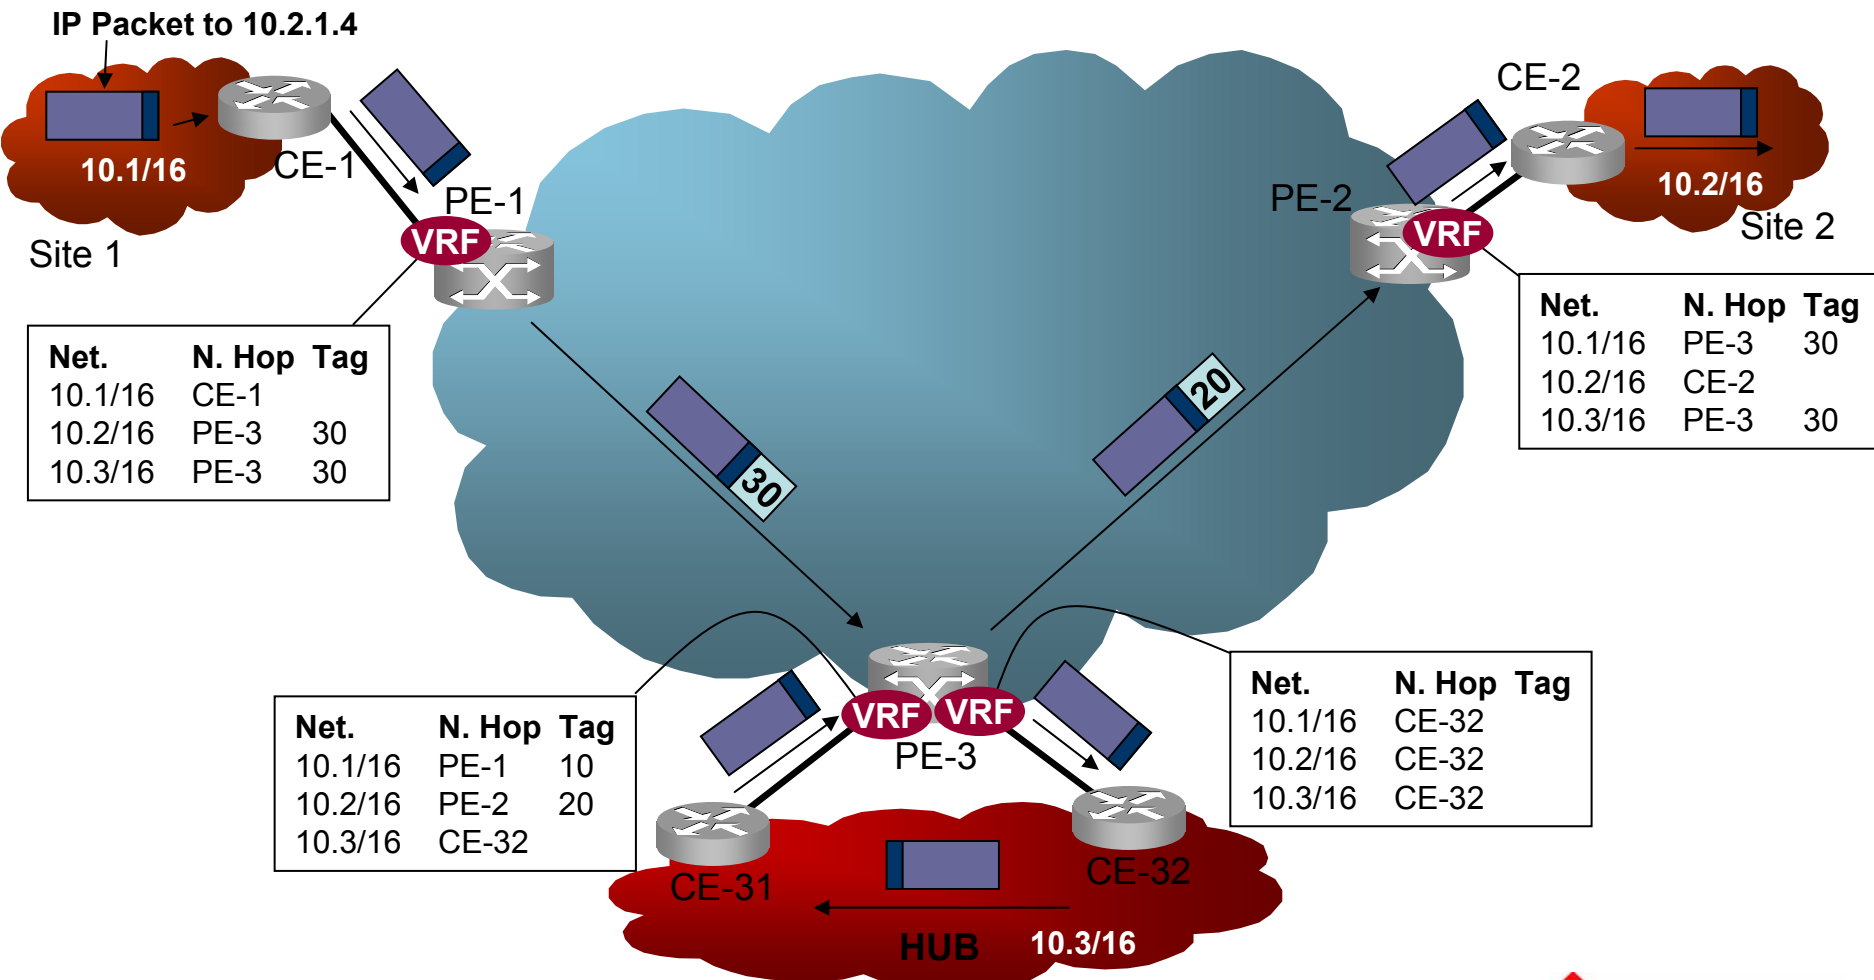 IP Packet to 10.2.1.4
CE-2
10.1/16
CE-1
10.2/16
PE-1
PE-2
Site 1
VRF
VRF
Site 2
Net. N. Hop Tag
10.1/16 CE-1
10.2/16 PE-3 30
10.3/16 PE-3 30
Net. N. Hop Tag
10.1/16 PE-3 30
10.2/16 CE-2
10.3/16 PE-3 30
30
20
VRF
VRF
PE-3
Net. N. Hop Tag
10.1/16 PE-1 10
10.2/16 PE-2 20
10.3/16 CE-32
Net. N. Hop Tag
10.1/16 CE-32
10.2/16 CE-32
10.3/16 CE-32
CE-31
CE-32
HUB 10.3/16